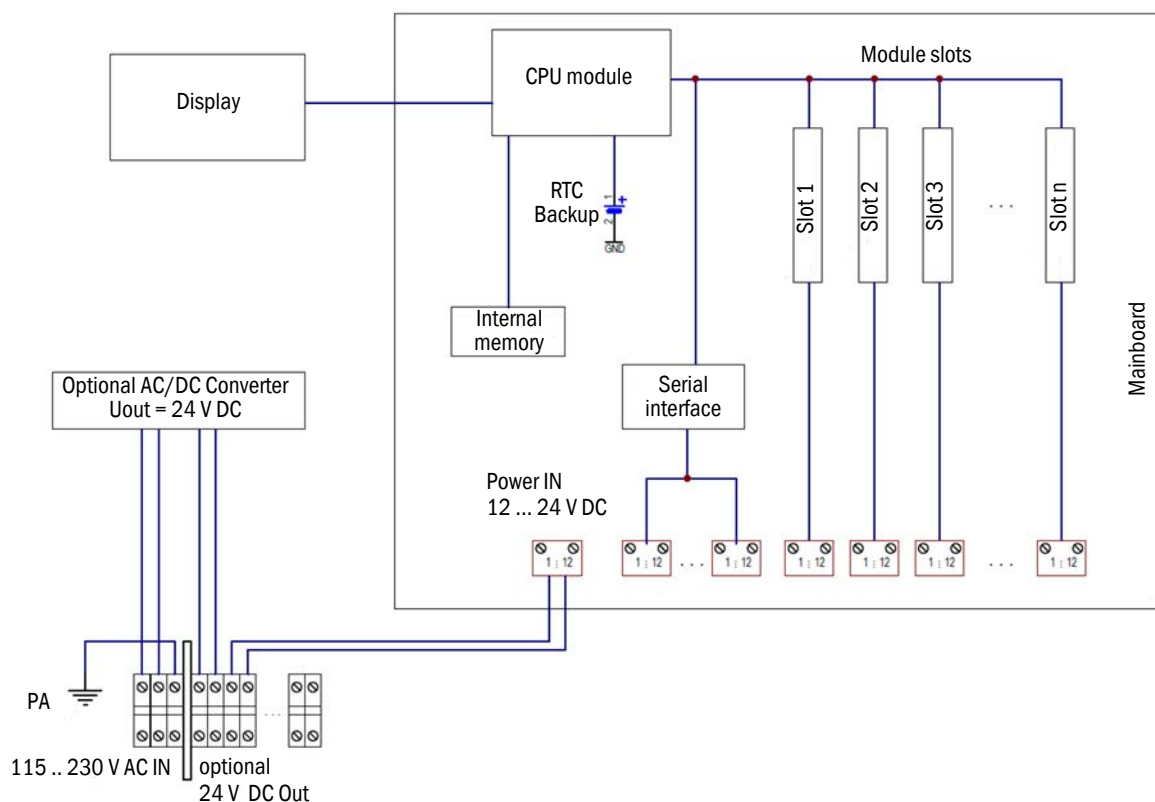 Module slots
CPU module
Display
RTC
Backup
1
+
2
GND
Slot 1
Slot 2
Slot 3
. . .
Slot n
Internal
memory
Mainboard
Optional AC/DC Converter
Uout = 24 V DC
Serial
interface
Power IN
12 ... 24 V DC
1 : 12
1 : 12
. . .
1 : 12
1 : 12
1 : 12
1 : 12
. . .
1 : 12
PA
. . .
115 .. 230 V AC IN
optional
24 V DC Out